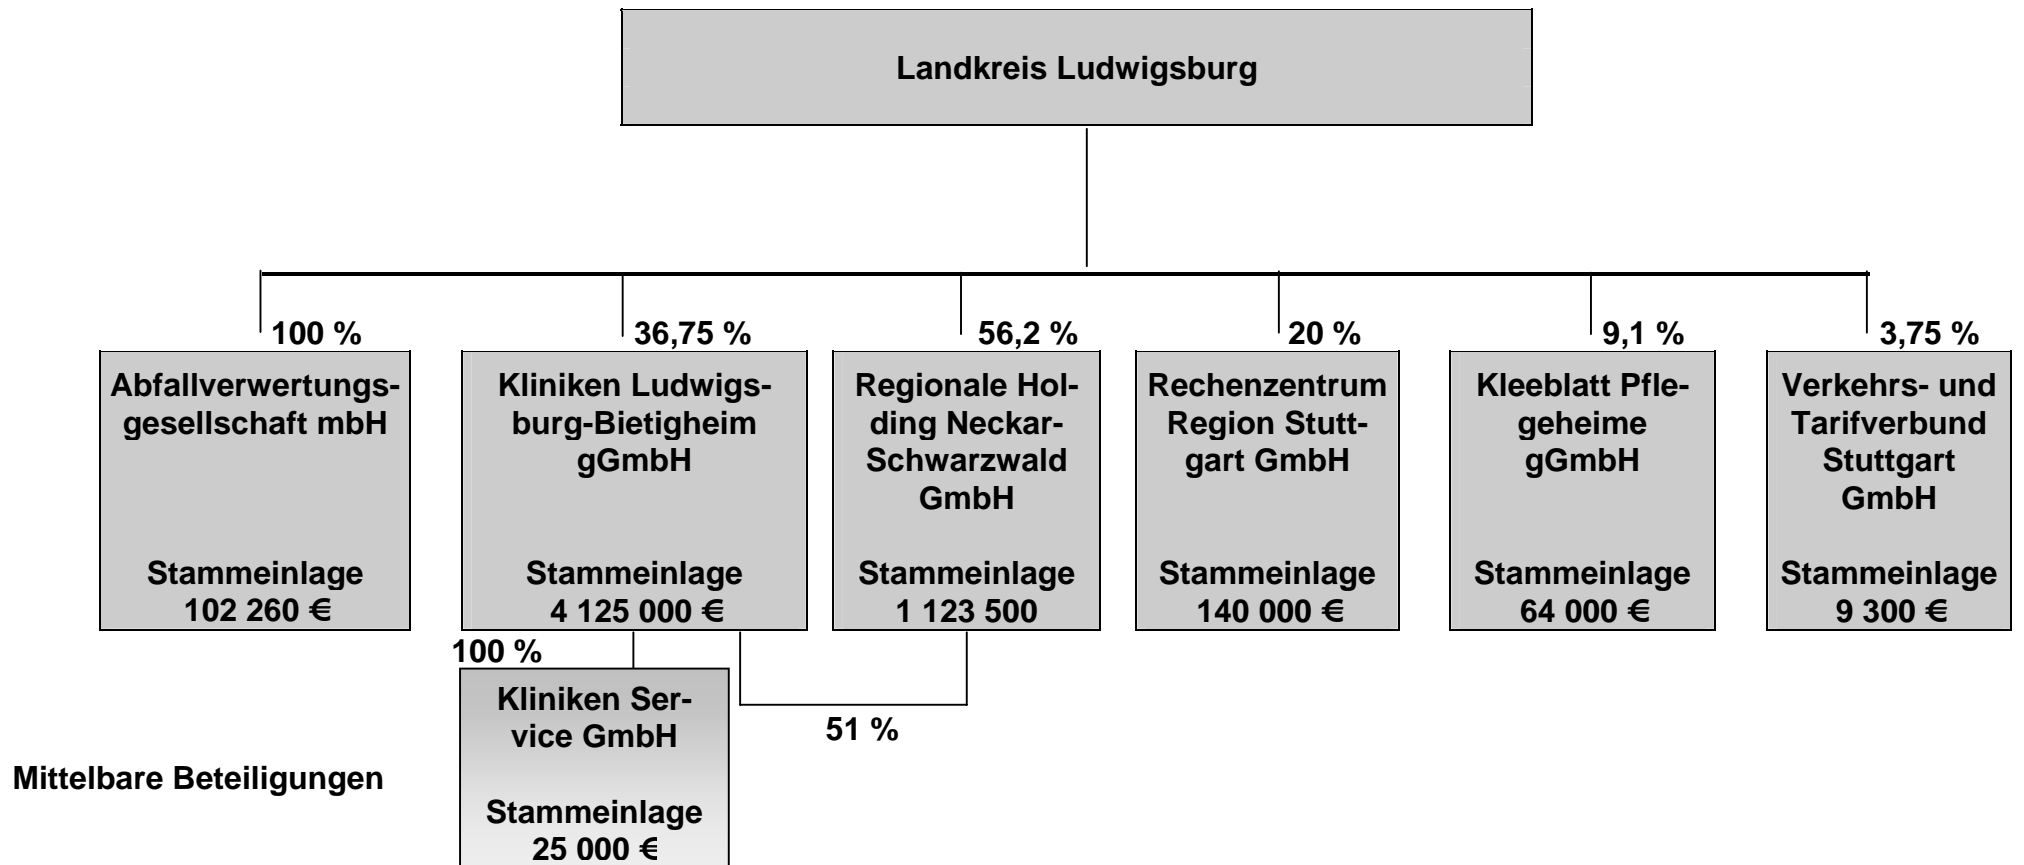 Landkreis Ludwigsburg
100 %
Abfallverwertungs-
gesellschaft mbH
Stammeinlage
102 260 €
36,75 %
Kliniken Ludwigs-
burg-Bietigheim
gGmbH
Stammeinlage
4 125 000 €
56,2 %
Regionale Hol-
ding Neckar-
Schwarzwald
GmbH
Stammeinlage
1 123 500
20 %
Rechenzentrum
Region Stutt-
gart GmbH
Stammeinlage
140 000 €
9,1 %
Kleeblatt Pfle-
geheime
gGmbH
Stammeinlage
64 000 €
3,75 %
Verkehrs- und
Tarifverbund
Stuttgart
GmbH
Stammeinlage
9 300 €
100 %
Kliniken Ser-
vice GmbH
Stammeinlage
25 000 €
51 %
Mittelbare Beteiligungen